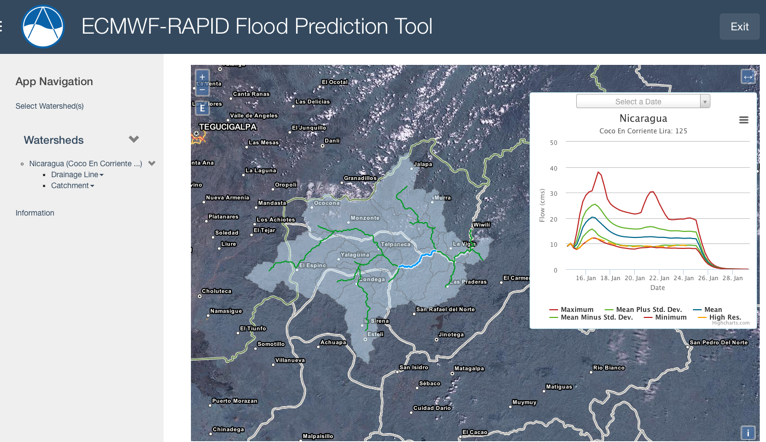 ECMWF-RAPID Flood Prediction Tool
Exit
App Navigation
Select Watershed(s)
Watersheds
Nicaragua (Coco En Corriente ...)
Drainage Line
Catchment
Information
+
−
E
El Ocotal
Canta Ranas
Las Delicias
Valle de Angeles
TEGUCIGALPA
El Junquillo
Danli
Las Mesas
Jalapa
La Laguna
Granadillos
Oropoli
Nueva Armenia
Mandasta
Ococona
Murra
Platanares
Los Achiotes
Monzonte
Wiwili
Soledad
El Tejar
Liure
Telpaneca
La Vigia
Yalaguina
El Espino
Condega
Las Praderas
El Carmen
Choluteca
San Rafael del Norte
Namasigue
Sirena
El Triunfo
Esteli
Jinotega
Somotillo
Achuapa
San Pedro Del Norte
Villanueva
San Isidro
Matagalpa
Rio Blanco
Sébaco
Matiguas
Puerto Morazan
Ciudad Dario
Muymuy
Chinandega
Malpaisillo
El Cacao
i
Select a Date
Nicaragua
Coco En Corriente Lira: 125
Flow (cms)
50
40
30
20
10
0
16. Jan
18. Jan
20. Jan
22. Jan
24. Jan
26. Jan
28. Jan
Date
Maximum
Mean Plus Std. Dev.
Mean
Mean Minus Std. Dev.
Minimum
High Res.
Highcharts.com